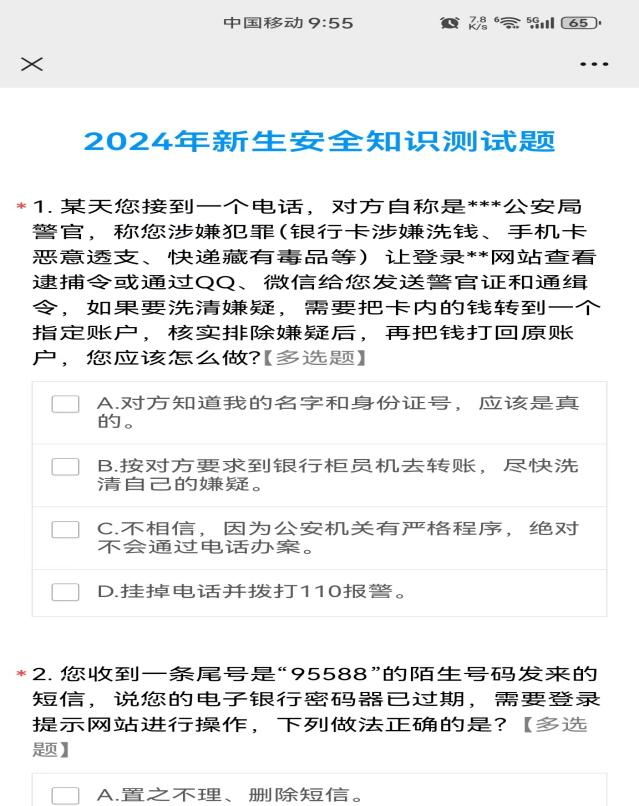 中国移动 9:55
7.8 K/s 6 5G 65
2024年新生安全知识测试题
*1. 某天您接到一个电话，对方自称是***公安局
警官，称您涉嫌犯罪(银行卡涉嫌洗钱、手机卡
恶意透支、快递藏有毒品等）让登录**网站查看
逮捕令或通过QQ、微信给您发送警官证和通缉
令，如果要洗清嫌疑，需要把卡内的钱转到一个
指定账户，核实排除嫌疑后，再把钱打回原账
户，您应该怎么做?【多选题】
A.对方知道我的名字和身份证号，应该是真
的。
B.按对方要求到银行柜员机去转账，尽快洗
清自己的嫌疑。
C.不相信，因为公安机关有严格程序，绝对
不会通过电话办案。
D.挂掉电话并拨打110报警。
*2. 您收到一条尾号是“95588”的陌生号码发来的
短信，说您的电子银行密码器已过期，需要登录
提示网站进行操作，下列做法正确的是？【多选
题】
A.置之不理、删除短信。